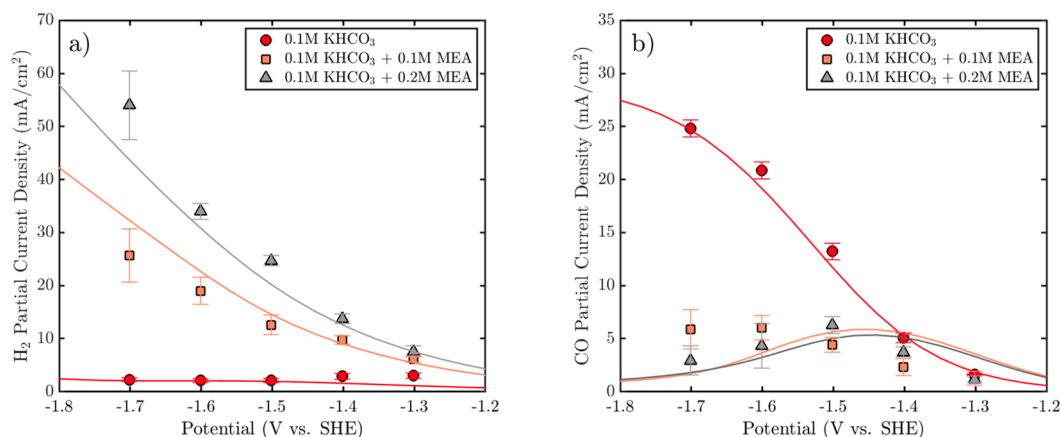 a)
0.1M KHCO₃
0.1M KHCO₃ + 0.1M MEA
0.1M KHCO₃ + 0.2M MEA
H₂ Partial Current Density (mA/cm²)
70
60
50
40
30
20
10
0
-1.8 -1.7 -1.6 -1.5 -1.4 -1.3 -1.2
Potential (V vs. SHE)
b)
0.1M KHCO₃
0.1M KHCO₃ + 0.1M MEA
0.1M KHCO₃ + 0.2M MEA
CO Partial Current Density (mA/cm²)
35
30
25
20
15
10
5
0
-1.8 -1.7 -1.6 -1.5 -1.4 -1.3 -1.2
Potential (V vs. SHE)